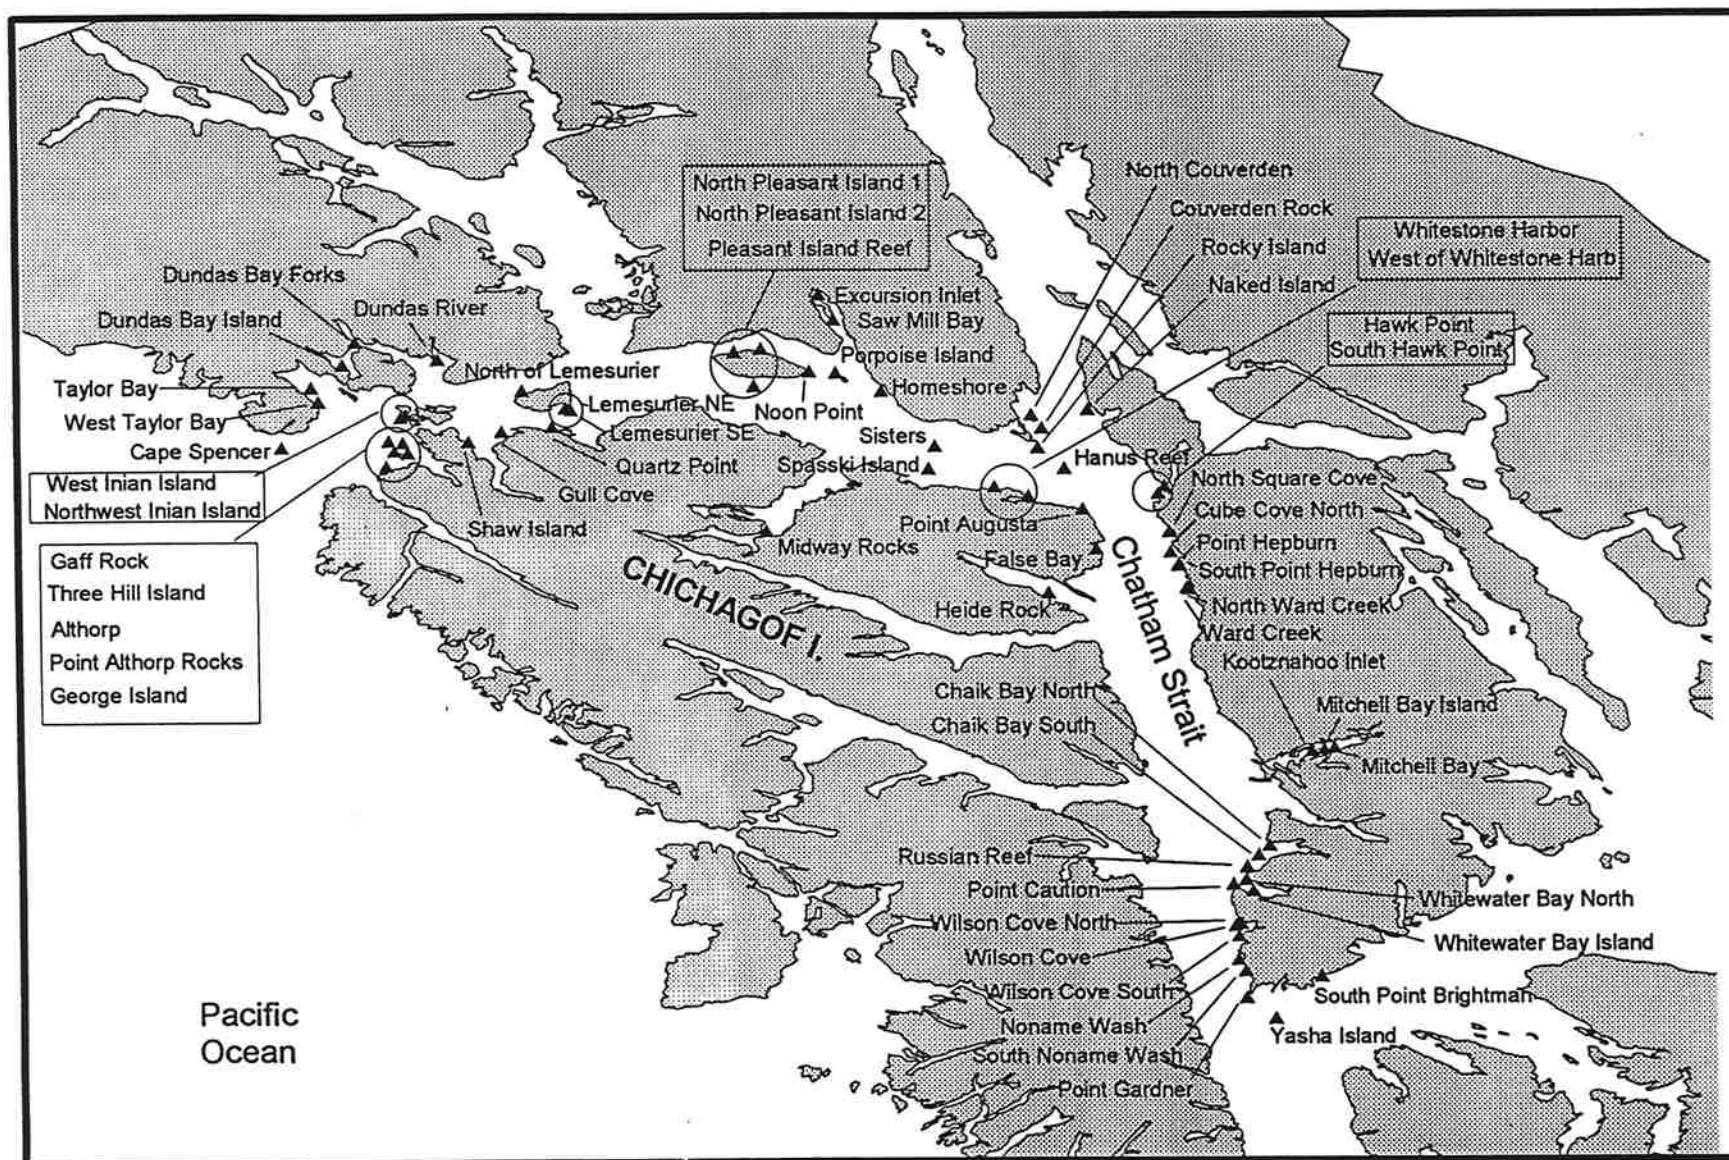 North Pleasant Island 1
North Pleasant Island 2
Pleasant Island Reef
North Couverden
Couverden Rock
Rocky Island
Naked Island
Whitestone Harbor
West of Whitestone Harb
Hawk Point
South Hawk Point
Dundas Bay Forks
Dundas Bay Island
Dundas River
Excursion Inlet
Saw Mill Bay
Porpoise Island
Homeshore
Noon Point
North of Lemesurier
Lemesurier NE
Lemesurier SE
Quartz Point
Gull Cove
Shaw Island
Taylor Bay
West Taylor Bay
Cape Spencer
West Inian Island
Northwest Inian Island
Gaff Rock
Three Hill Island
Althorp
Point Althorp Rocks
George Island
Sisters
Spasski Island
Hanus Reef
Midway Rocks
Point Augusta
False Bay
Heide Rock
North Square Cove
Cube Cove North
Point Hepburn
South Point Hepburn
North Ward Creek
Ward Creek
Kootznahoo Inlet
Mitchell Bay Island
Mitchell Bay
CHICHAGOF I.
Chatham Strait
Chaik Bay North
Chaik Bay South
Russian Reef
Point Caution
Wilson Cove North
Wilson Cove
Wilson Cove South
Noname Wash
South Noname Wash
Point Gardner
Whitewater Bay North
Whitewater Bay Island
South Point Brightman
Yasha Island
Pacific
Ocean